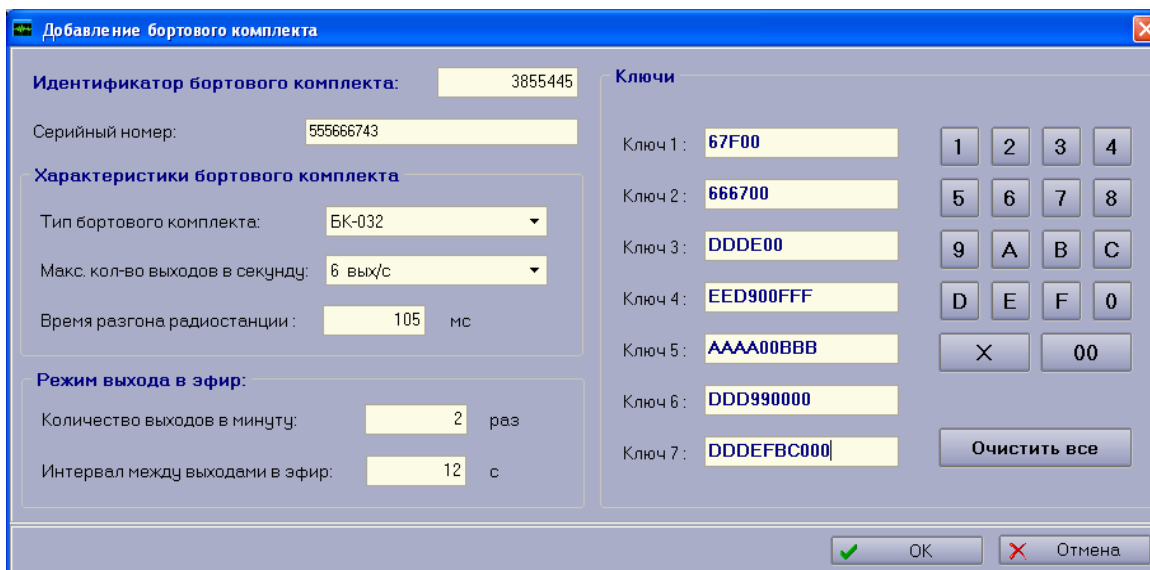 Добавление бортового комплекта
Идентификатор бортового комплекта: 3855445
Серийный номер: 555666743
Характеристики бортового комплекта
Тип бортового комплекта: БК-032
Макс. кол-во выходов в секунду: 6 вых/с
Время разгона радиостанции : 105 мс
Режим выхода в эфир:
Количество выходов в минуту: 2 раз
Интервал между выходами в эфир: 12 с
Ключи
Ключ 1 : 67F00
Ключ 2 : 666700
Ключ 3 : DDDE00
Ключ 4 : EED900FFF
Ключ 5 : AAAA00BBB
Ключ 6 : DDD990000
Ключ 7 : DDDEFBC000
1 2 3 4
5 6 7 8
9 A B C
D E F 0
X 00
Очистить все
OK Отмена